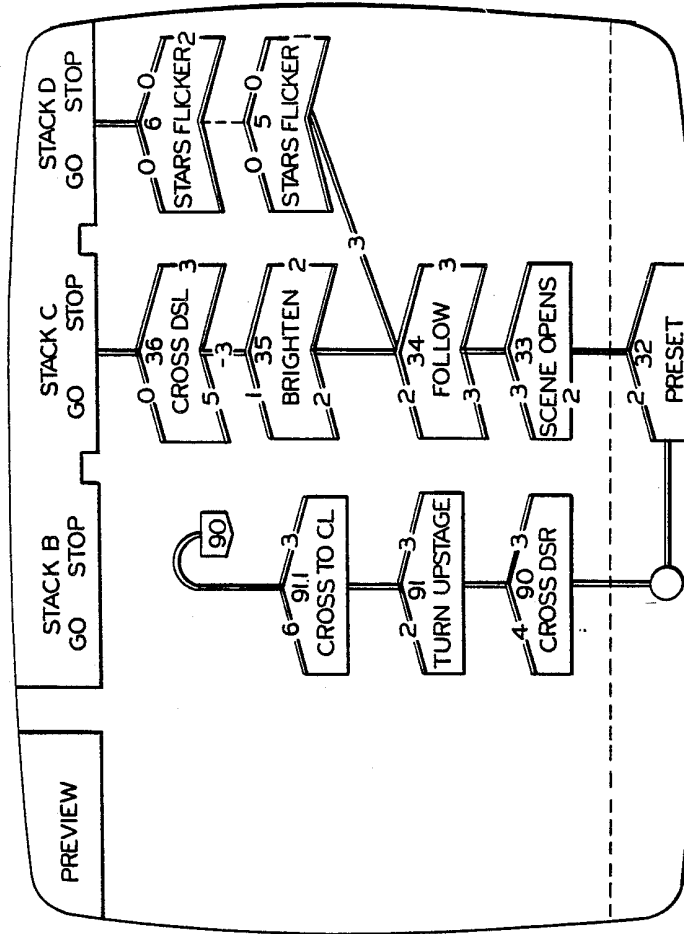 PREVIEW
STACK B
GO STOP
90
6 3
91.1
CROSS TO CL
2 3
91
TURN UPSTAGE
4 3
90
CROSS DSR
STACK C
GO STOP
0 36
CROSS DSL 3
5 -3
1 35 2
BRIGHTEN
2
2 34
FOLLOW 3
3
3 33
SCENE OPENS
2
2 32
PRESET
STACK D
GO STOP
0 0
6
STARS FLICKER 2
0 0
5
STARS FLICKER 1
3